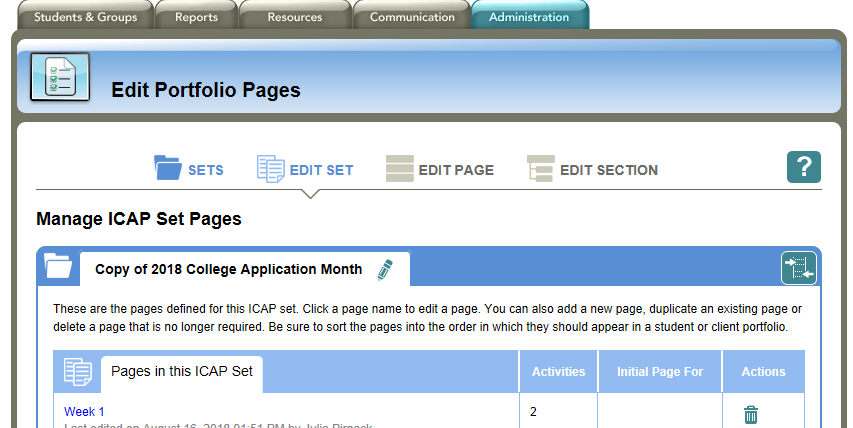 Students & Groups Reports Resources Communication Administration
Edit Portfolio Pages
SETS EDIT SET EDIT PAGE EDIT SECTION ?
Manage ICAP Set Pages
Copy of 2018 College Application Month
These are the pages defined for this ICAP set. Click a page name to edit a page. You can also add a new page, duplicate an existing page or
delete a page that is no longer required. Be sure to sort the pages into the order in which they should appear in a student or client portfolio.
Pages in this ICAP Set Activities Initial Page For Actions
Week 1 2
Last edited on August 16, 2018 01:51 PM by Julie